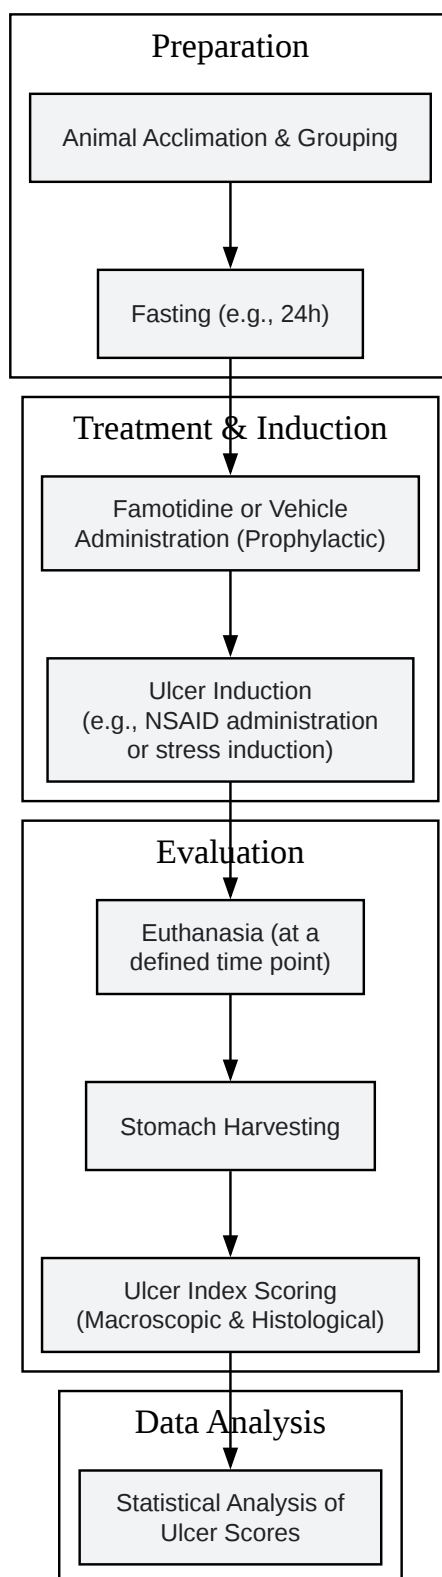 Preparation
Animal Acclimation & Grouping
Fasting (e.g., 24h)
Treatment & Induction
Famotidine or Vehicle
Administration (Prophylactic)
Ulcer Induction
(e.g., NSAID administration
or stress induction)
Evaluation
Euthanasia (at a
defined time point)
Stomach Harvesting
Ulcer Index Scoring
(Macroscopic & Histological)
Data Analysis
Statistical Analysis of
Ulcer Scores